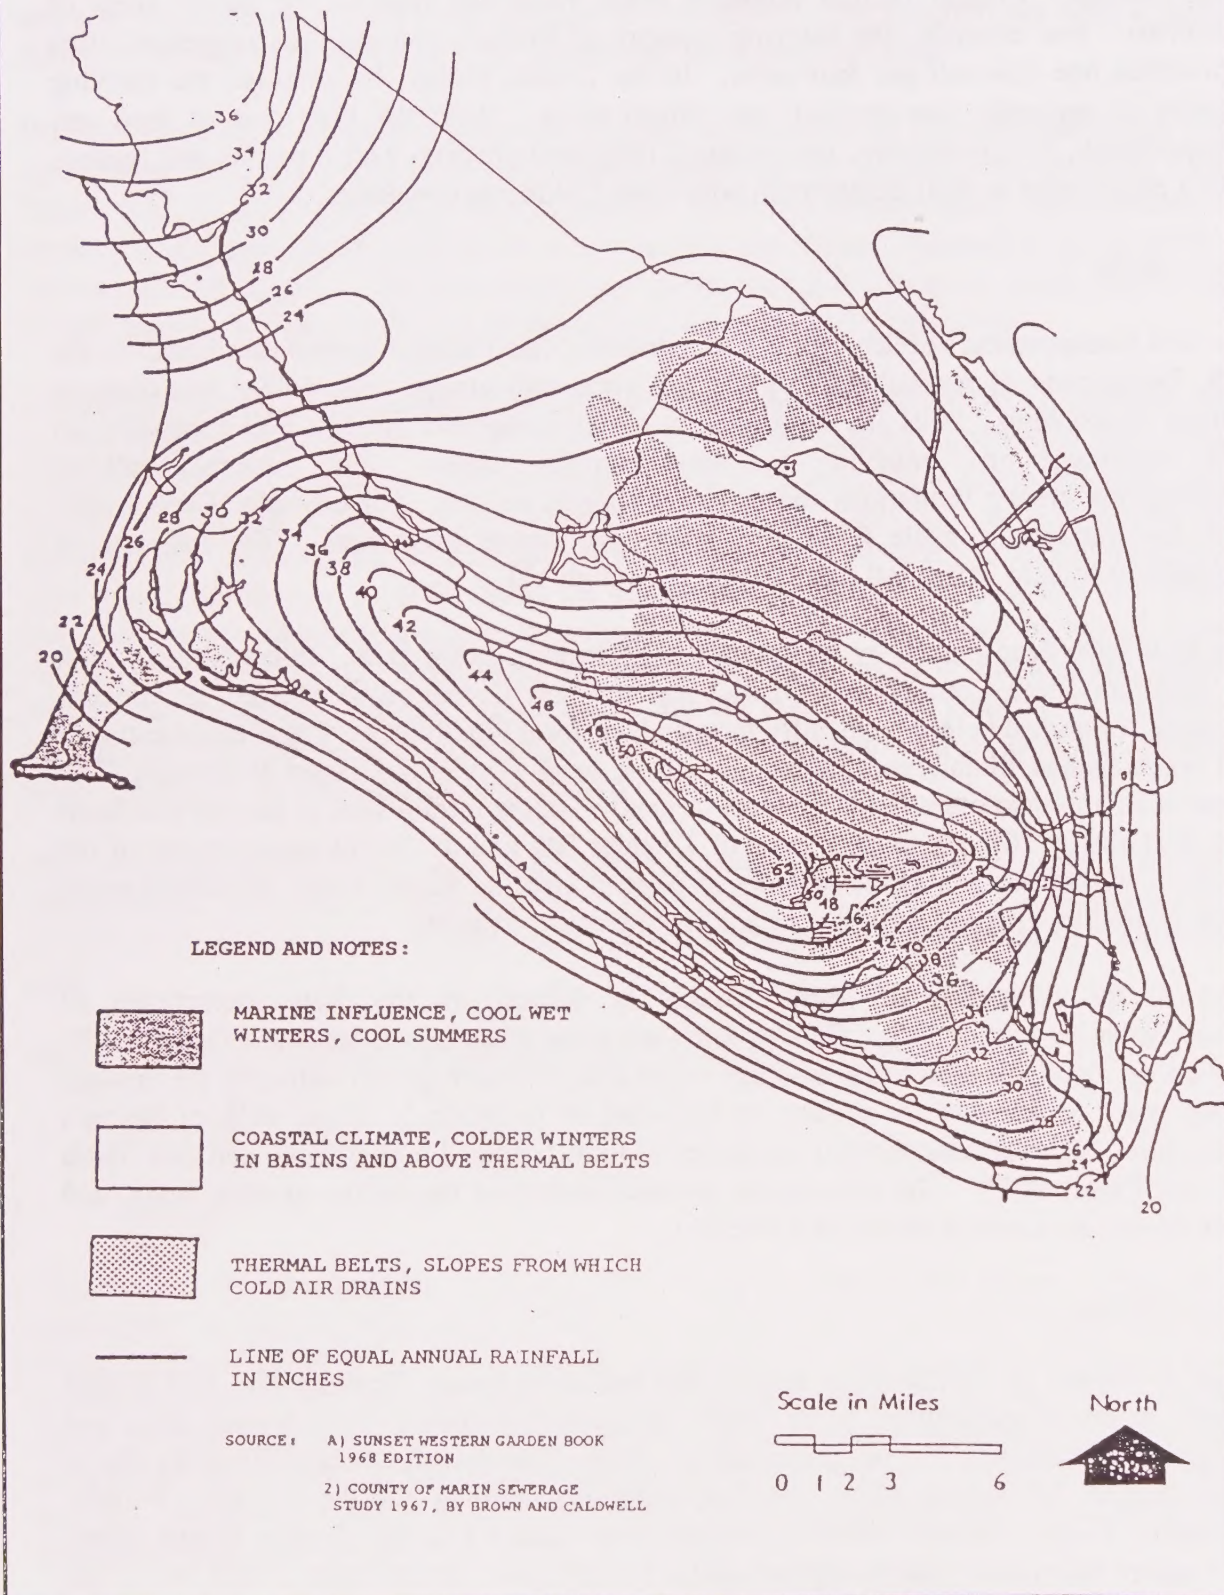 36
34
32
30
28
26
24
28
30
32
34
36
38
40
42
44
26
24
22
20
46
48
50
62
50
48
46
44
42
40
38
36
34
32
30
28
26
24
22
20
LEGEND AND NOTES:
MARINE INFLUENCE, COOL WET
WINTERS, COOL SUMMERS
COASTAL CLIMATE, COLDER WINTERS
IN BASINS AND ABOVE THERMAL BELTS
THERMAL BELTS, SLOPES FROM WHICH
COLD AIR DRAINS
LINE OF EQUAL ANNUAL RAINFALL
IN INCHES
SOURCE: A) SUNSET WESTERN GARDEN BOOK
1968 EDITION
2) COUNTY OF MARIN SEWERAGE
STUDY 1967, BY BROWN AND CALDWELL
Scale in Miles
0 1 2 3 6
North